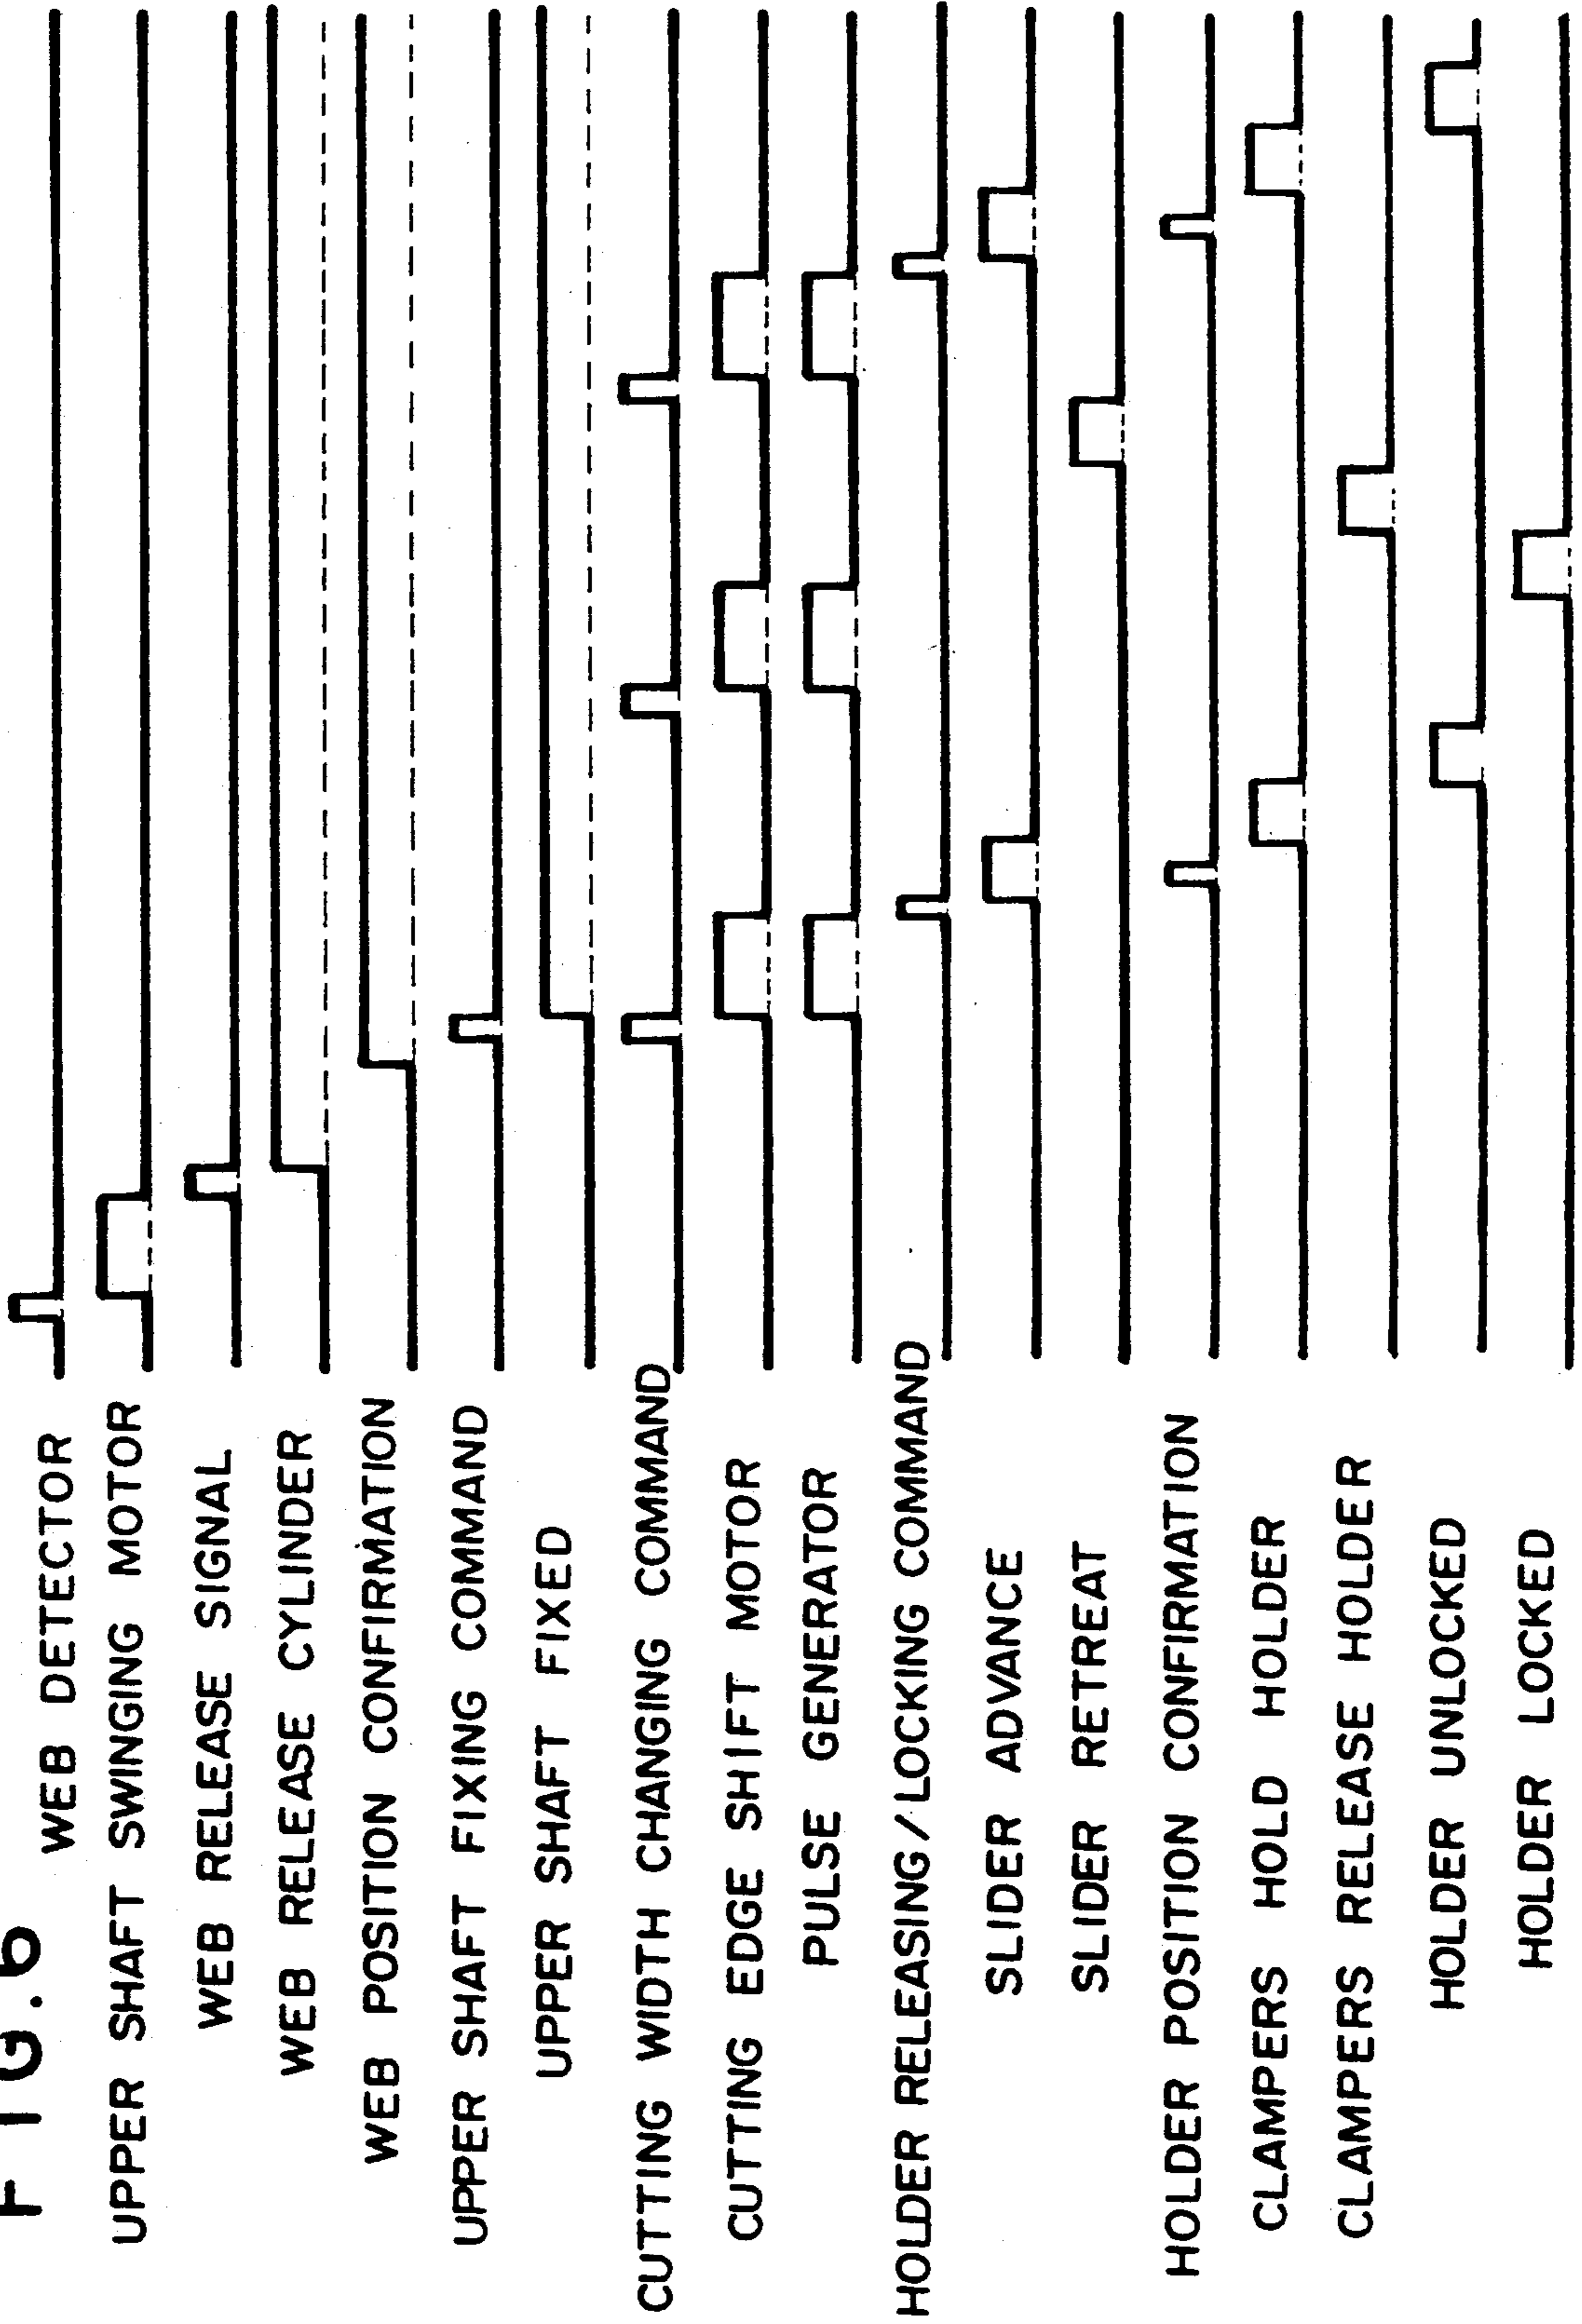 FIG. 6
WEB DETECTOR
UPPER SHAFT SWINGING MOTOR
WEB RELEASE SIGNAL
WEB RELEASE CYLINDER
WEB POSITION CONFIRMATION
UPPER SHAFT FIXING COMMAND
UPPER SHAFT FIXED
CUTTING WIDTH CHANGING COMMAND
CUTTING EDGE SHIFT MOTOR
PULSE GENERATOR
HOLDER RELEASING/LOCKING COMMAND
SLIDER ADVANCE
SLIDER RETREAT
HOLDER POSITION CONFIRMATION
CLAMPERS HOLD HOLDER
CLAMPERS RELEASE HOLDER
HOLDER UNLOCKED
HOLDER LOCKED